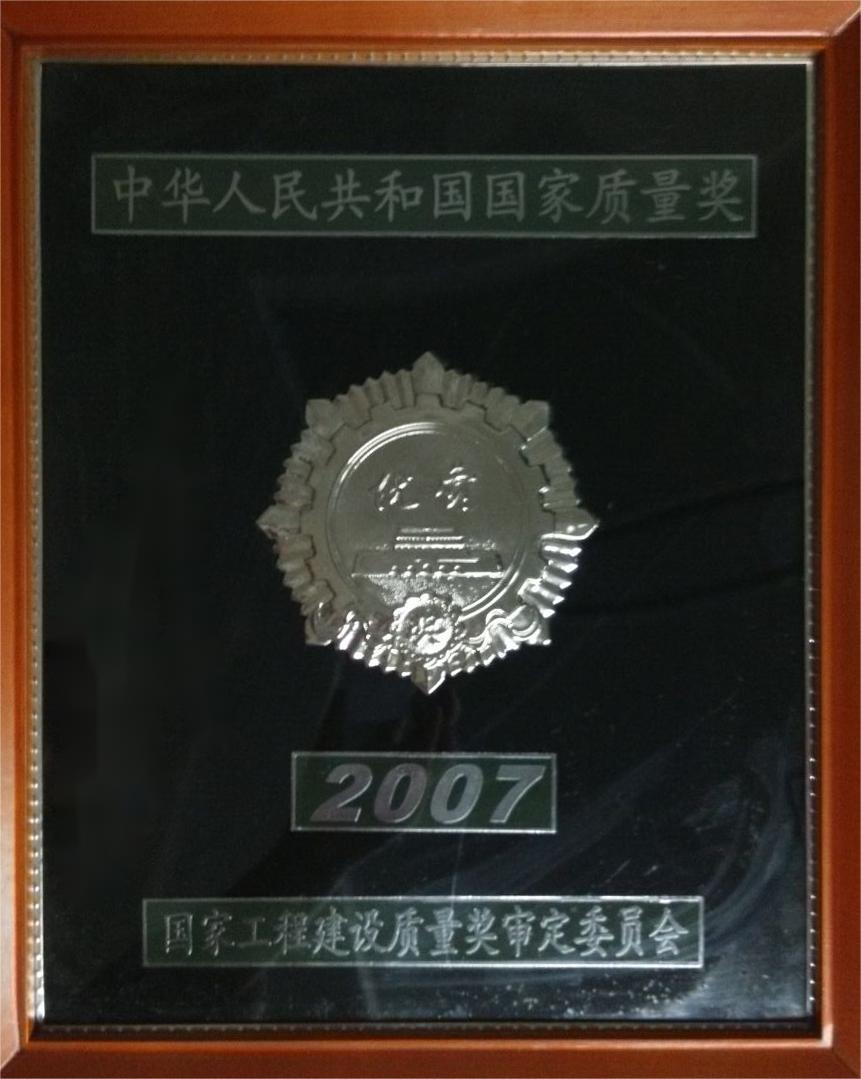 中华人民共和国国家质量奖
优质
2007
国家工程建设质量奖审定委员会